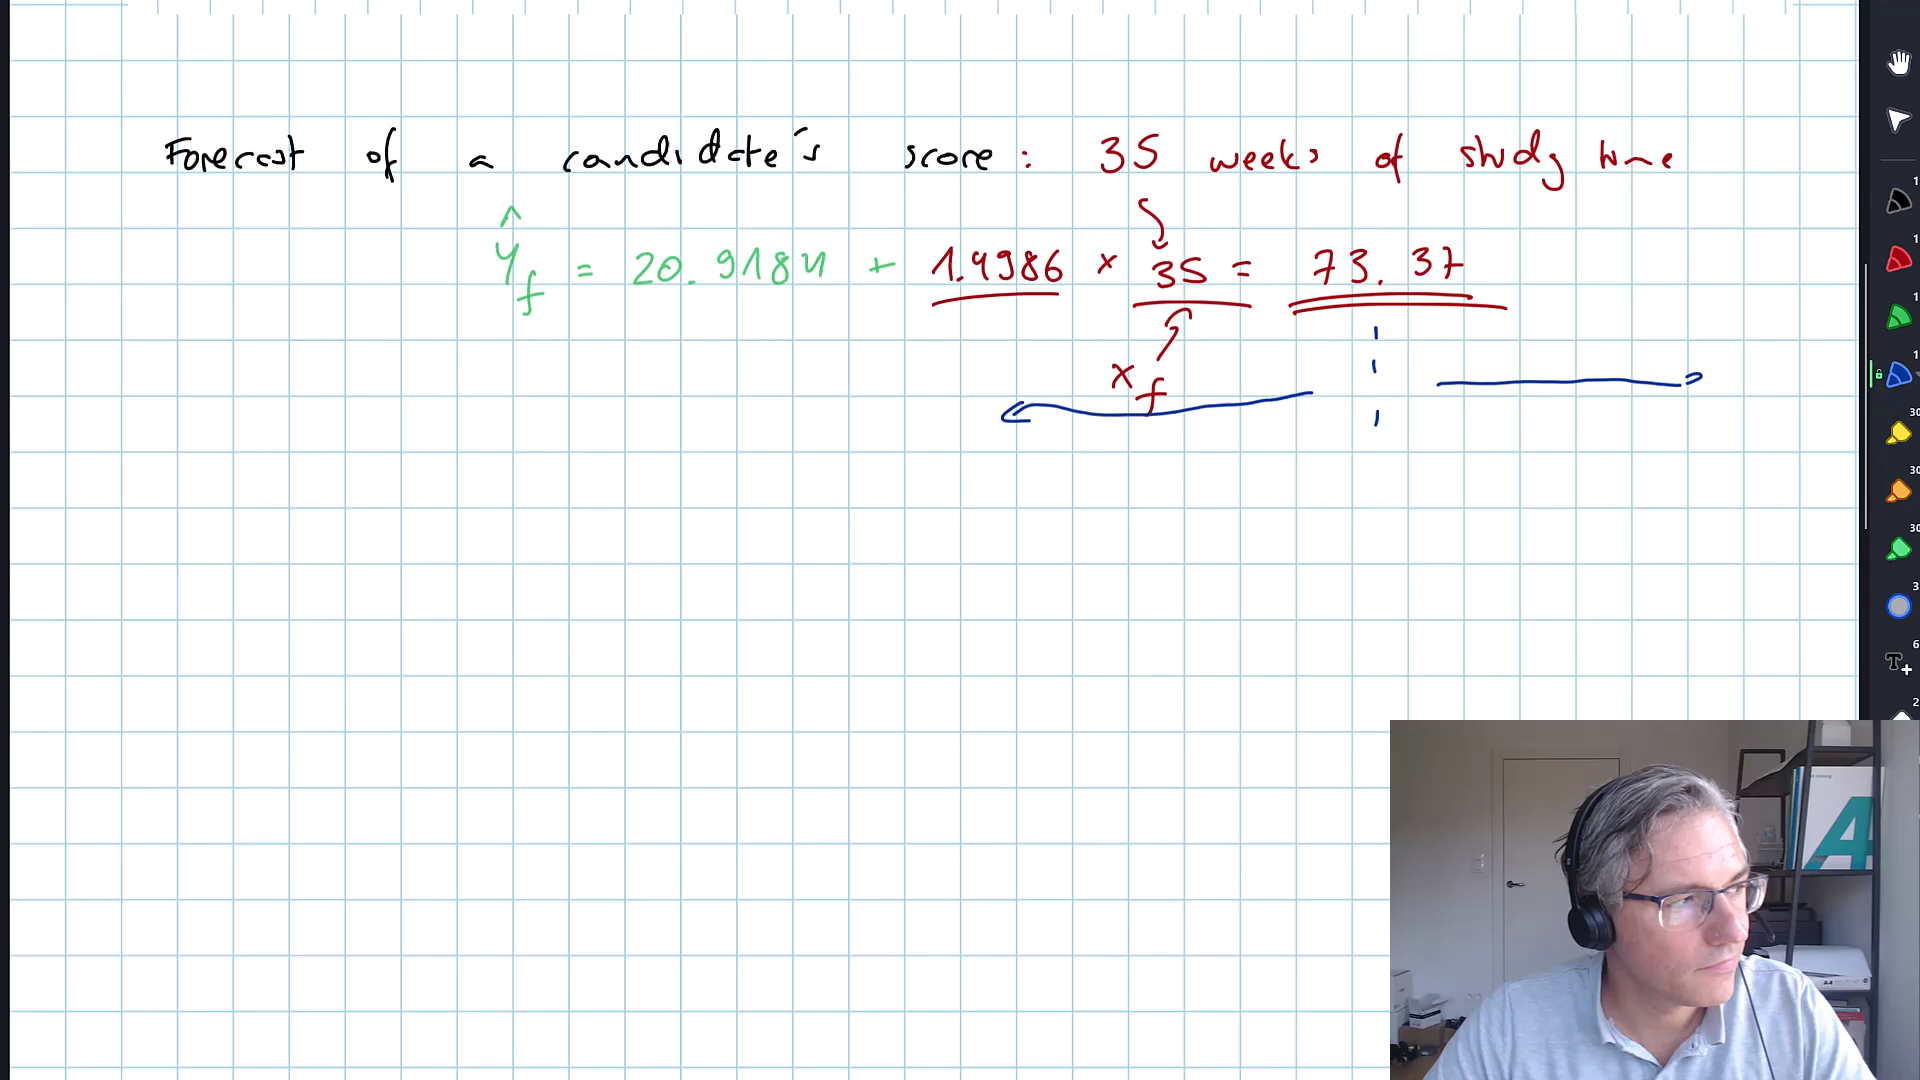 Forecast of a candidate's score: 35 weeks of study time
ŷf = 20.9184 + 1.4986 × 35 = 73.37
xf